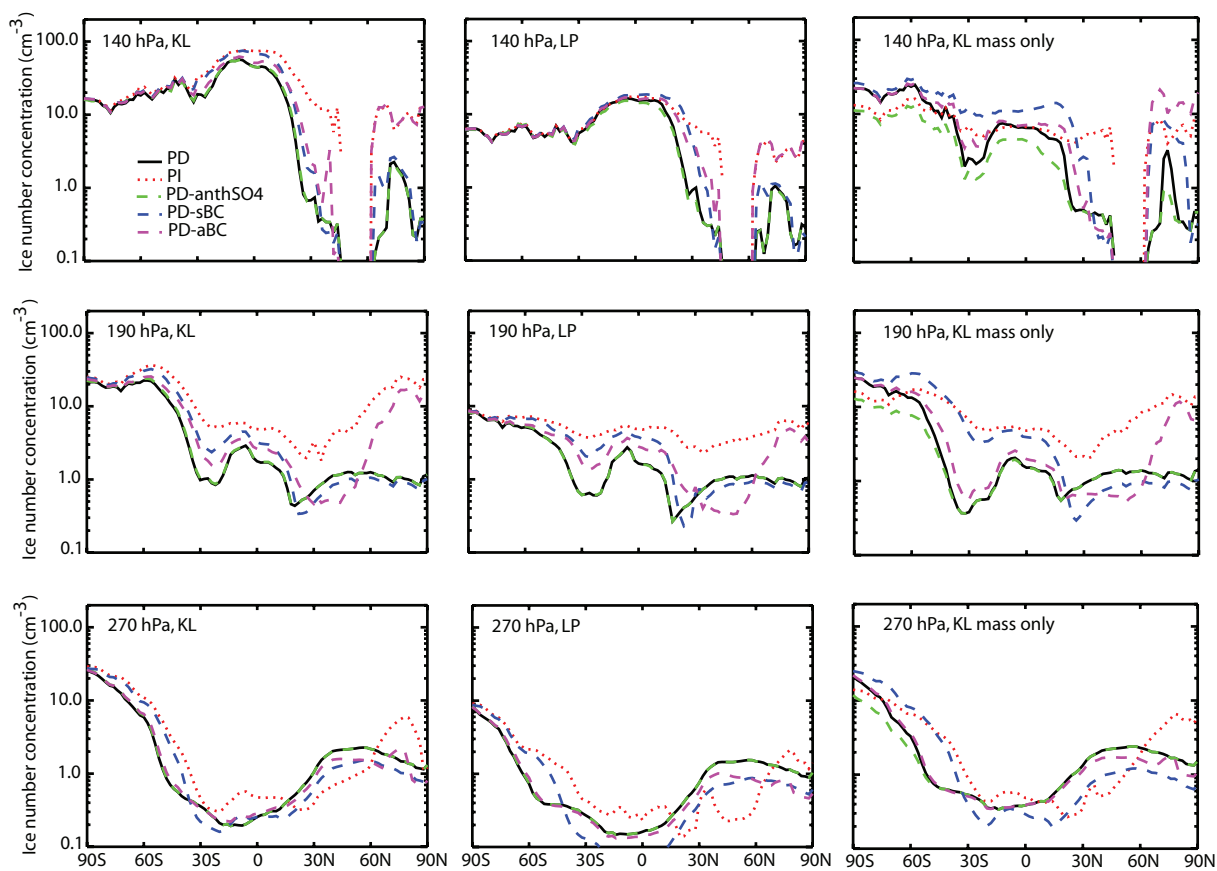 Ice number concentration (cm⁻³)
100.0
10.0
1.0
0.1
140 hPa, KL
PD
PI
PD-anthSO4
PD-sBC
PD-aBC
140 hPa, LP
140 hPa, KL mass only
Ice number concentration (cm⁻³)
100.0
10.0
1.0
0.1
190 hPa, KL
190 hPa, LP
190 hPa, KL mass only
Ice number concentration (cm⁻³)
100.0
10.0
1.0
0.1
270 hPa, KL
270 hPa, LP
270 hPa, KL mass only
90S 60S 30S 0 30N 60N 90N
90S 60S 30S 0 30N 60N 90N
90S 60S 30S 0 30N 60N 90N